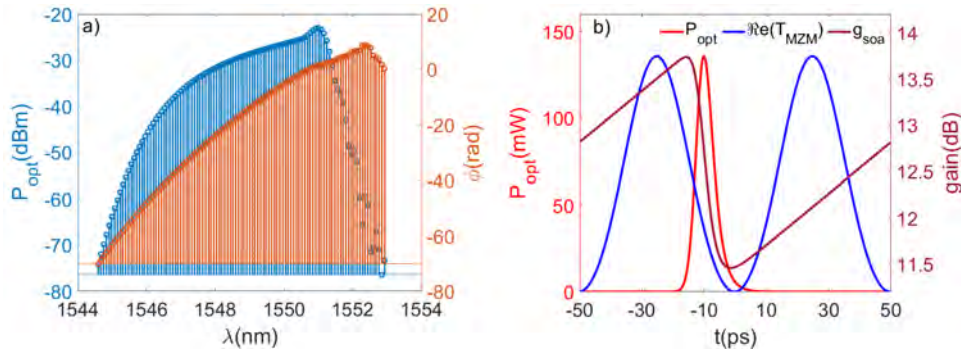 a)
P_opt(dBm)
-20
-30
-40
-50
-60
-70
-80
20
0
-20
-40
-60
-80
φ(rad)
1544 1546 1548 1550 1552 1554
λ(nm)
b)
P_opt ℜe(T_MZM) g_soa
P_opt(mW)
150
100
50
0
14
13.5
13
12.5
12
11.5
gain(dB)
-50 -30 -10 10 30 50
t(ps)